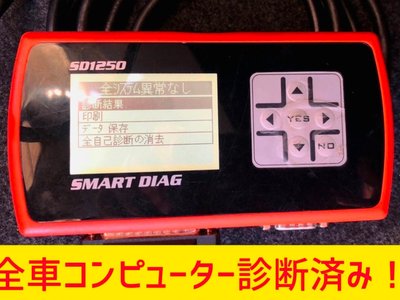 SD1250
全システム異常なし
診断結果
印刷
データ 保存
全自己診断の消去
YES
NO
SMART DIAG
全車コンピューター診断済み！